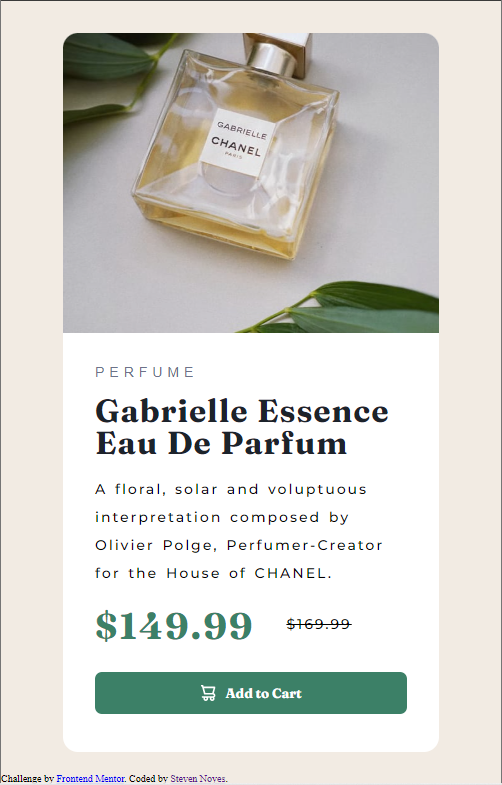 GABRIELLE
CHANEL
PARIS
PERFUME
Gabrielle Essence
Eau De Parfum
A floral, solar and voluptuous
interpretation composed by
Olivier Polge, Perfumer-Creator
for the House of CHANEL.
$149.99 $169.99
Add to Cart
Challenge by Frontend Mentor. Coded by Steven Noves.